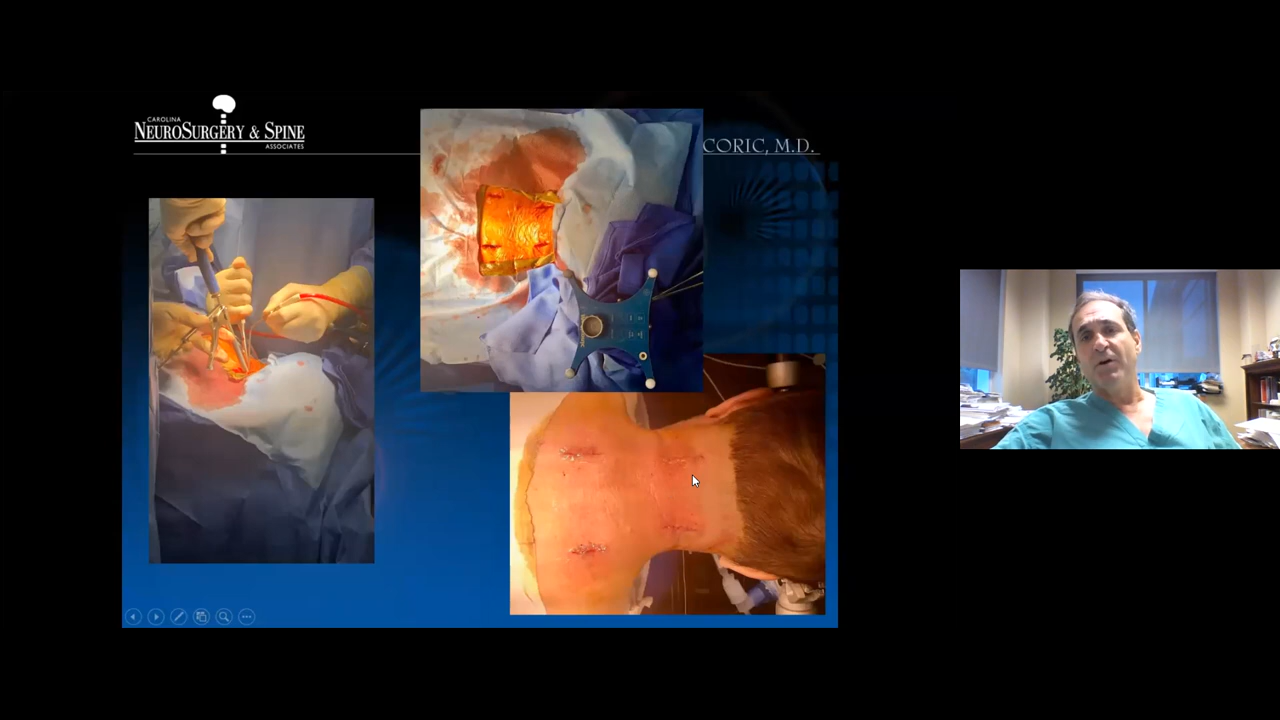 CAROLINA
NEUROSURGERY & SPINE
ASSOCIATES
CORIC, M.D.